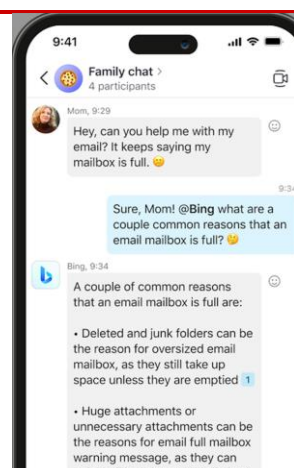 9:41
Family chat >
4 participants
Mom, 9:29
Hey, can you help me with my
email? It keeps saying my
mailbox is full.
9:34
Sure, Mom! @Bing what are a
couple common reasons that an
email mailbox is full?
Bing, 9:34
A couple of common reasons
that an email mailbox is full are:
• Deleted and junk folders can be
the reason for oversized email
mailbox, as they still take up
space unless they are emptied 1
• Huge attachments or
unnecessary attachments can be
the reasons for email full mailbox
warning message, as they can